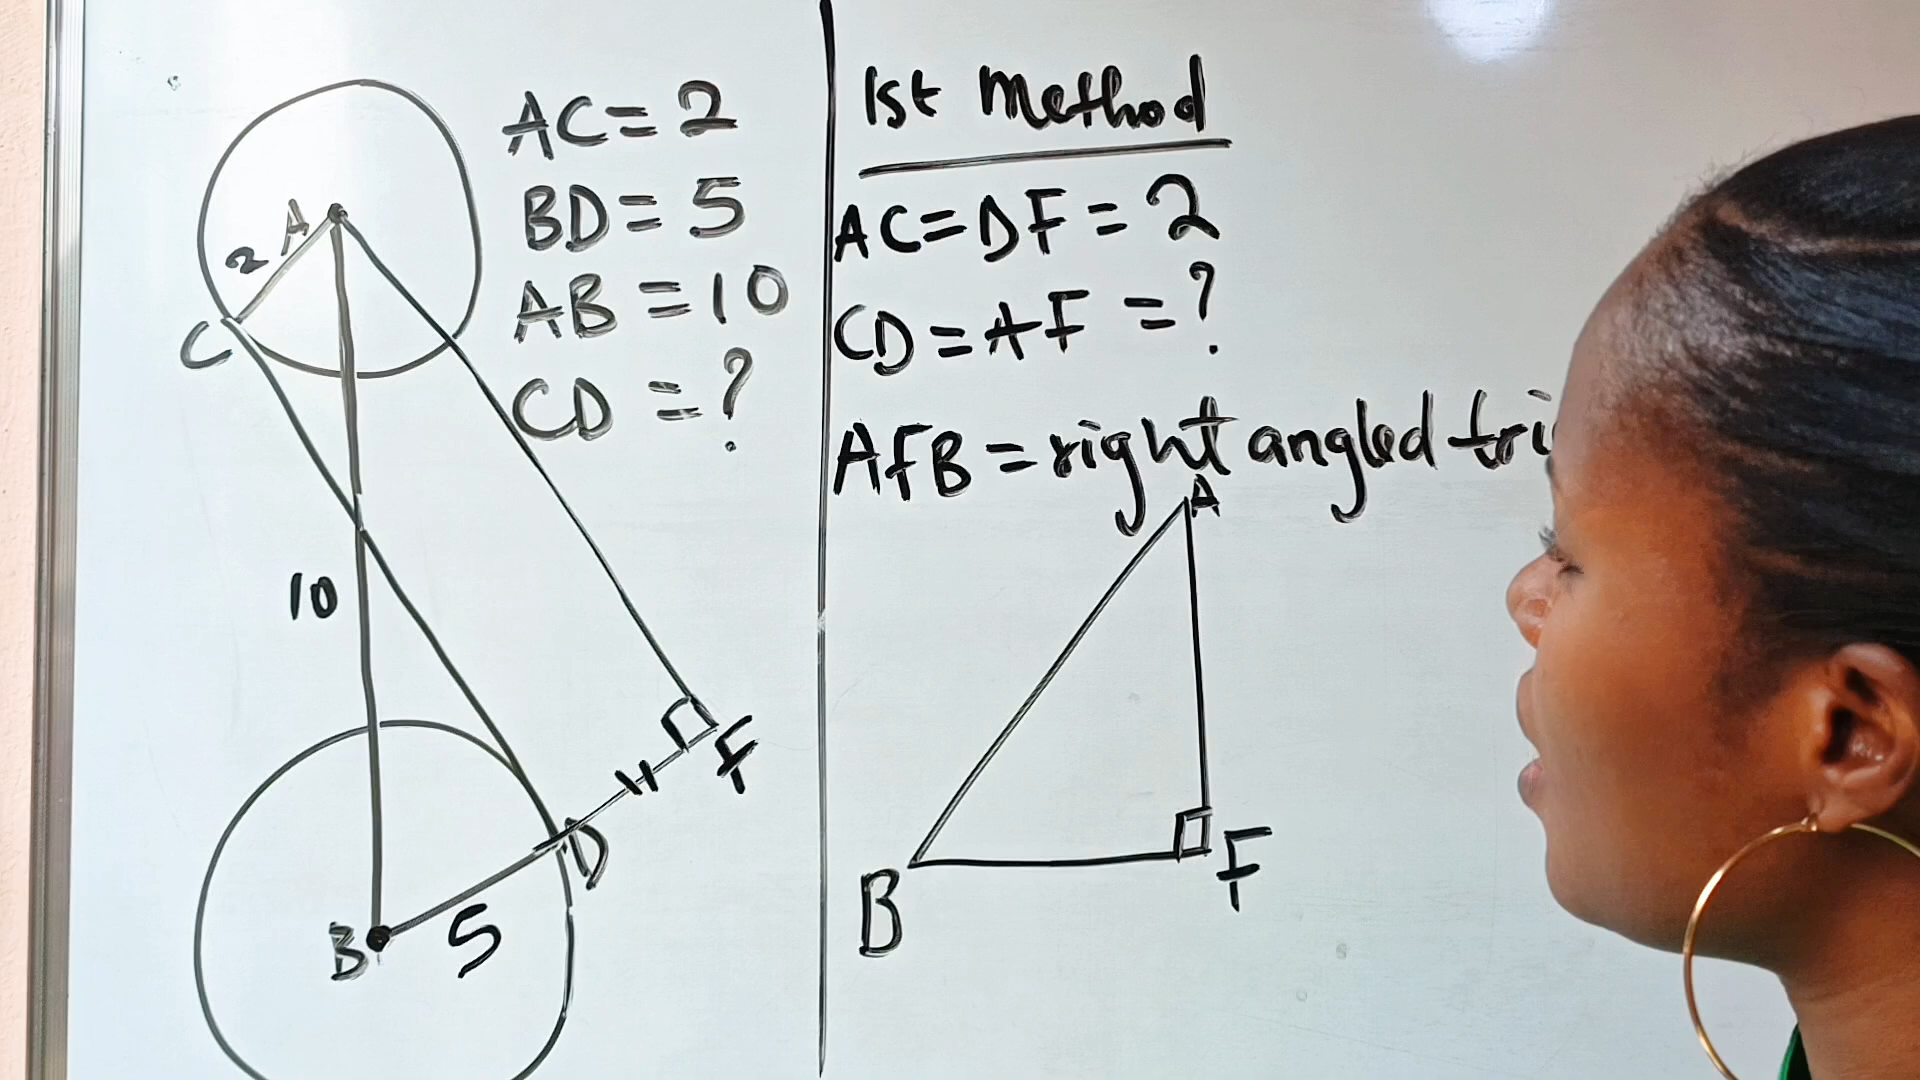 AC = 2
BD = 5
AB = 10
CD = ?
A
2
C
10
F
D
B
5
1st Method
AC = DF = 2
CD = AF = ?
AFB = right angled tri
A
B
F